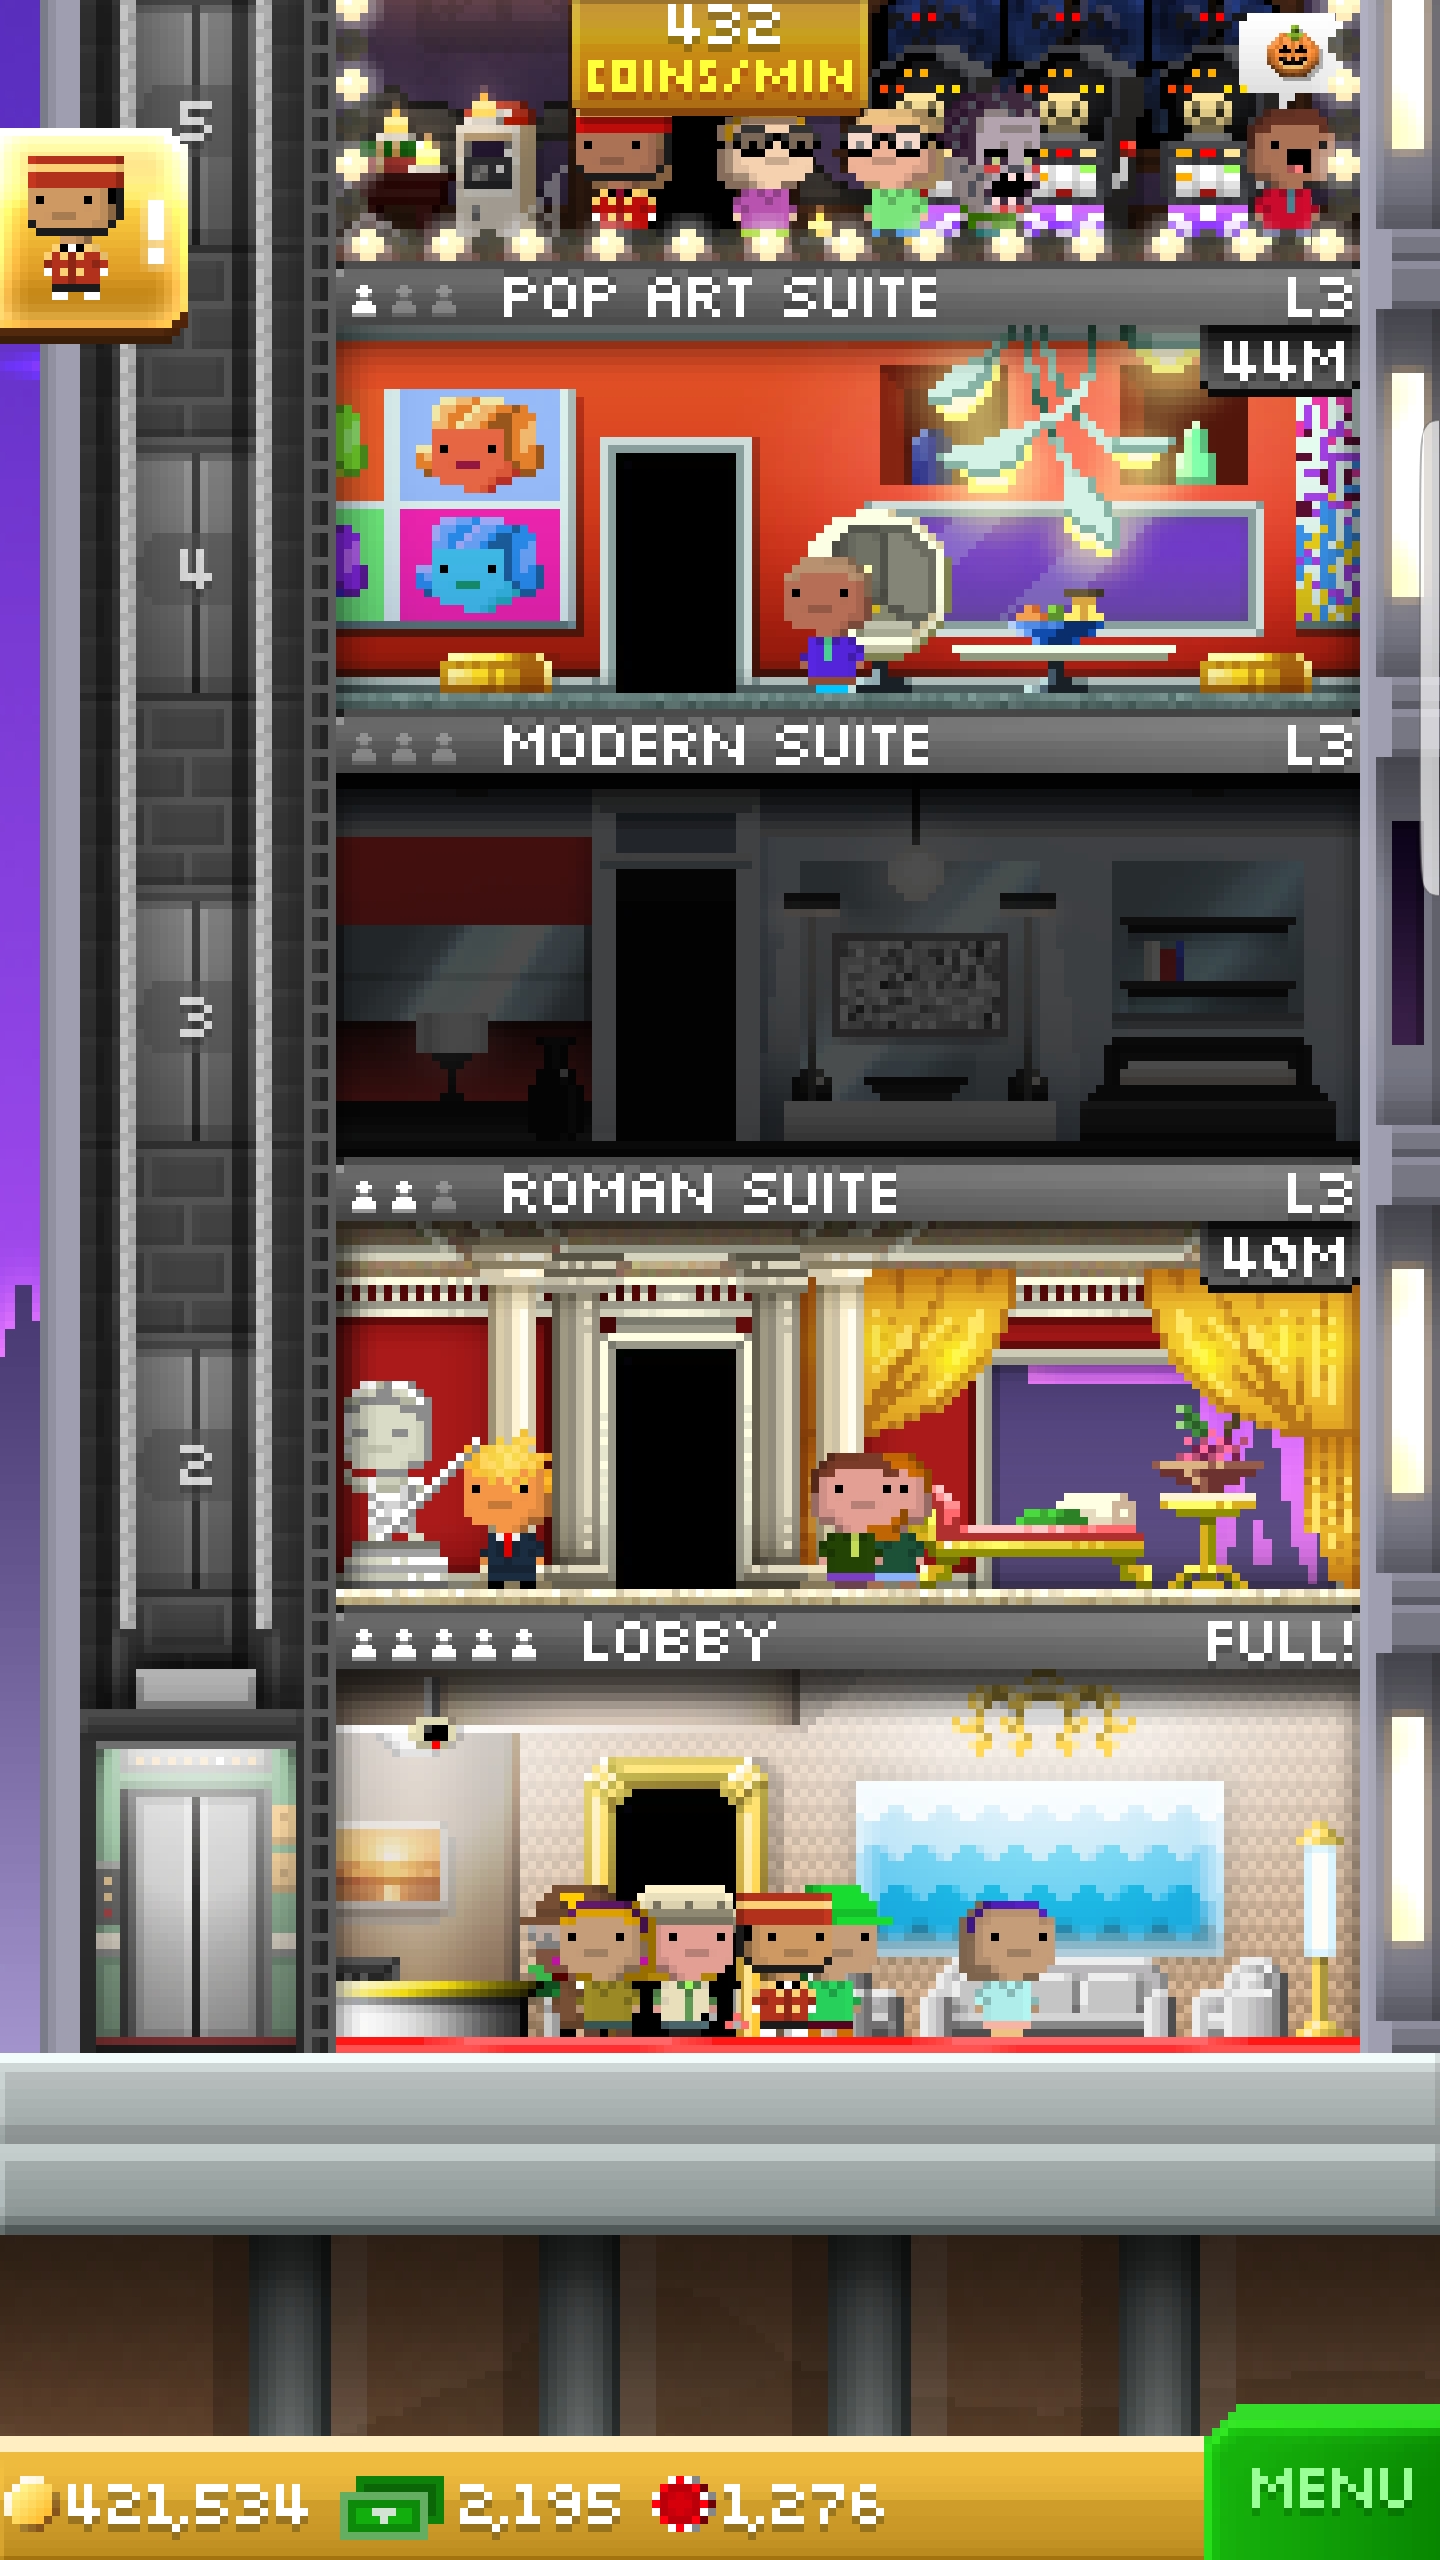 432
COINS/MIN
5
!
POP ART SUITE L3
44M
4
MODERN SUITE L3
3
ROMAN SUITE L3
40M
2
LOBBY FULL!
421,534 2,195 1,276
MENU